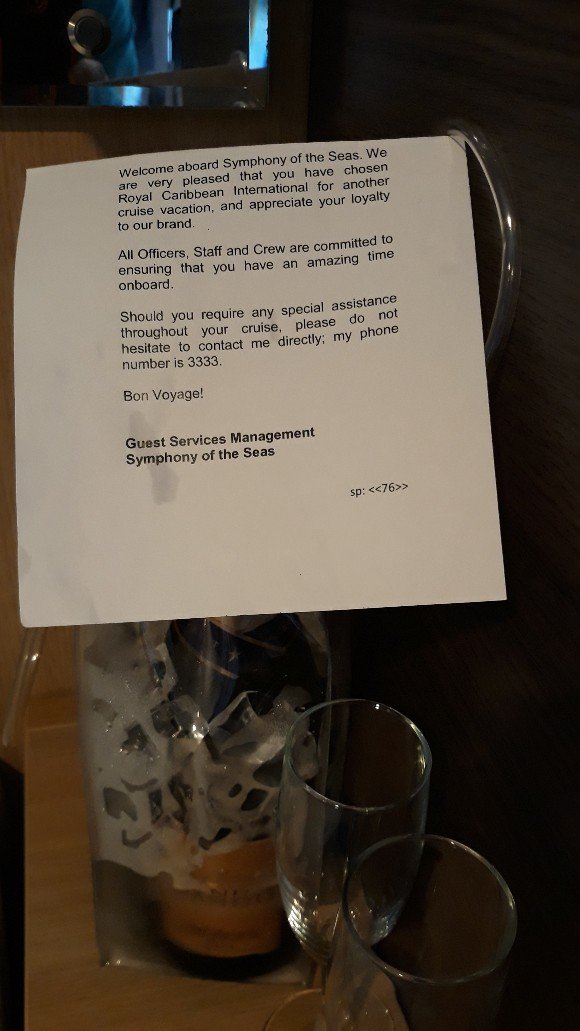 Welcome aboard Symphony of the Seas. We
are very pleased that you have chosen
Royal Caribbean International for another
cruise vacation, and appreciate your loyalty
to our brand.
All Officers, Staff and Crew are committed to
ensuring that you have an amazing time
onboard.
Should you require any special assistance
throughout your cruise, please do not
hesitate to contact me directly; my phone
number is 3333.
Bon Voyage!
Guest Services Management
Symphony of the Seas
sp: <<76>>